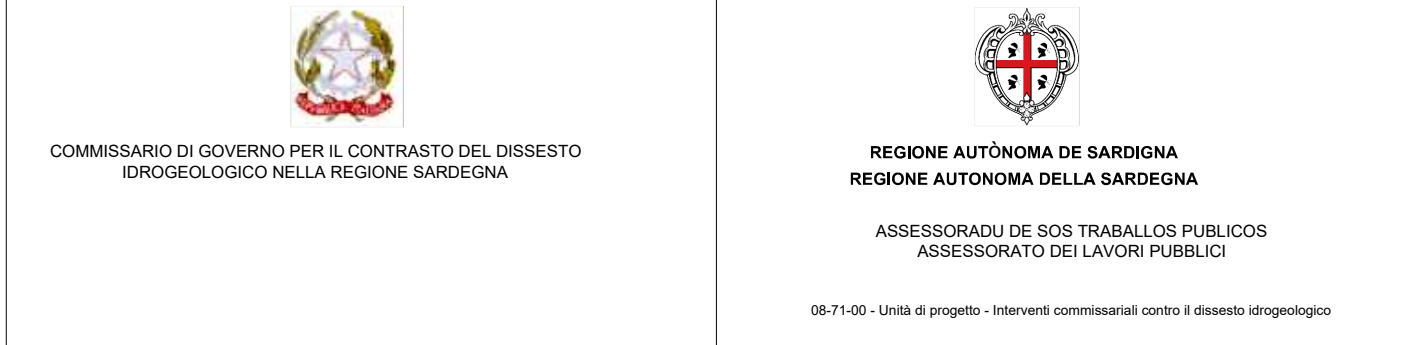 COMMISSARIO DI GOVERNO PER IL CONTRASTO DEL DISSESTO
IDROGEOLOGICO NELLA REGIONE SARDEGNA
REGIONE AUTÒNOMA DE SARDIGNA
REGIONE AUTONOMA DELLA SARDEGNA
ASSESSORADU DE SOS TRABALLOS PUBLICOS
ASSESSORATO DEI LAVORI PUBBLICI
08-71-00 - Unità di progetto - Interventi commissariali contro il dissesto idrogeologico